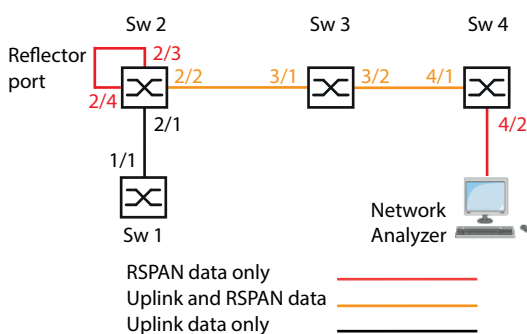 Sw 2
Sw 3
Sw 4
Reflector
port
2/3
2/2
3/1
3/2
4/1
2/4
2/1
4/2
1/1
Sw 1
Network
Analyzer
RSPAN data only
Uplink and RSPAN data
Uplink data only